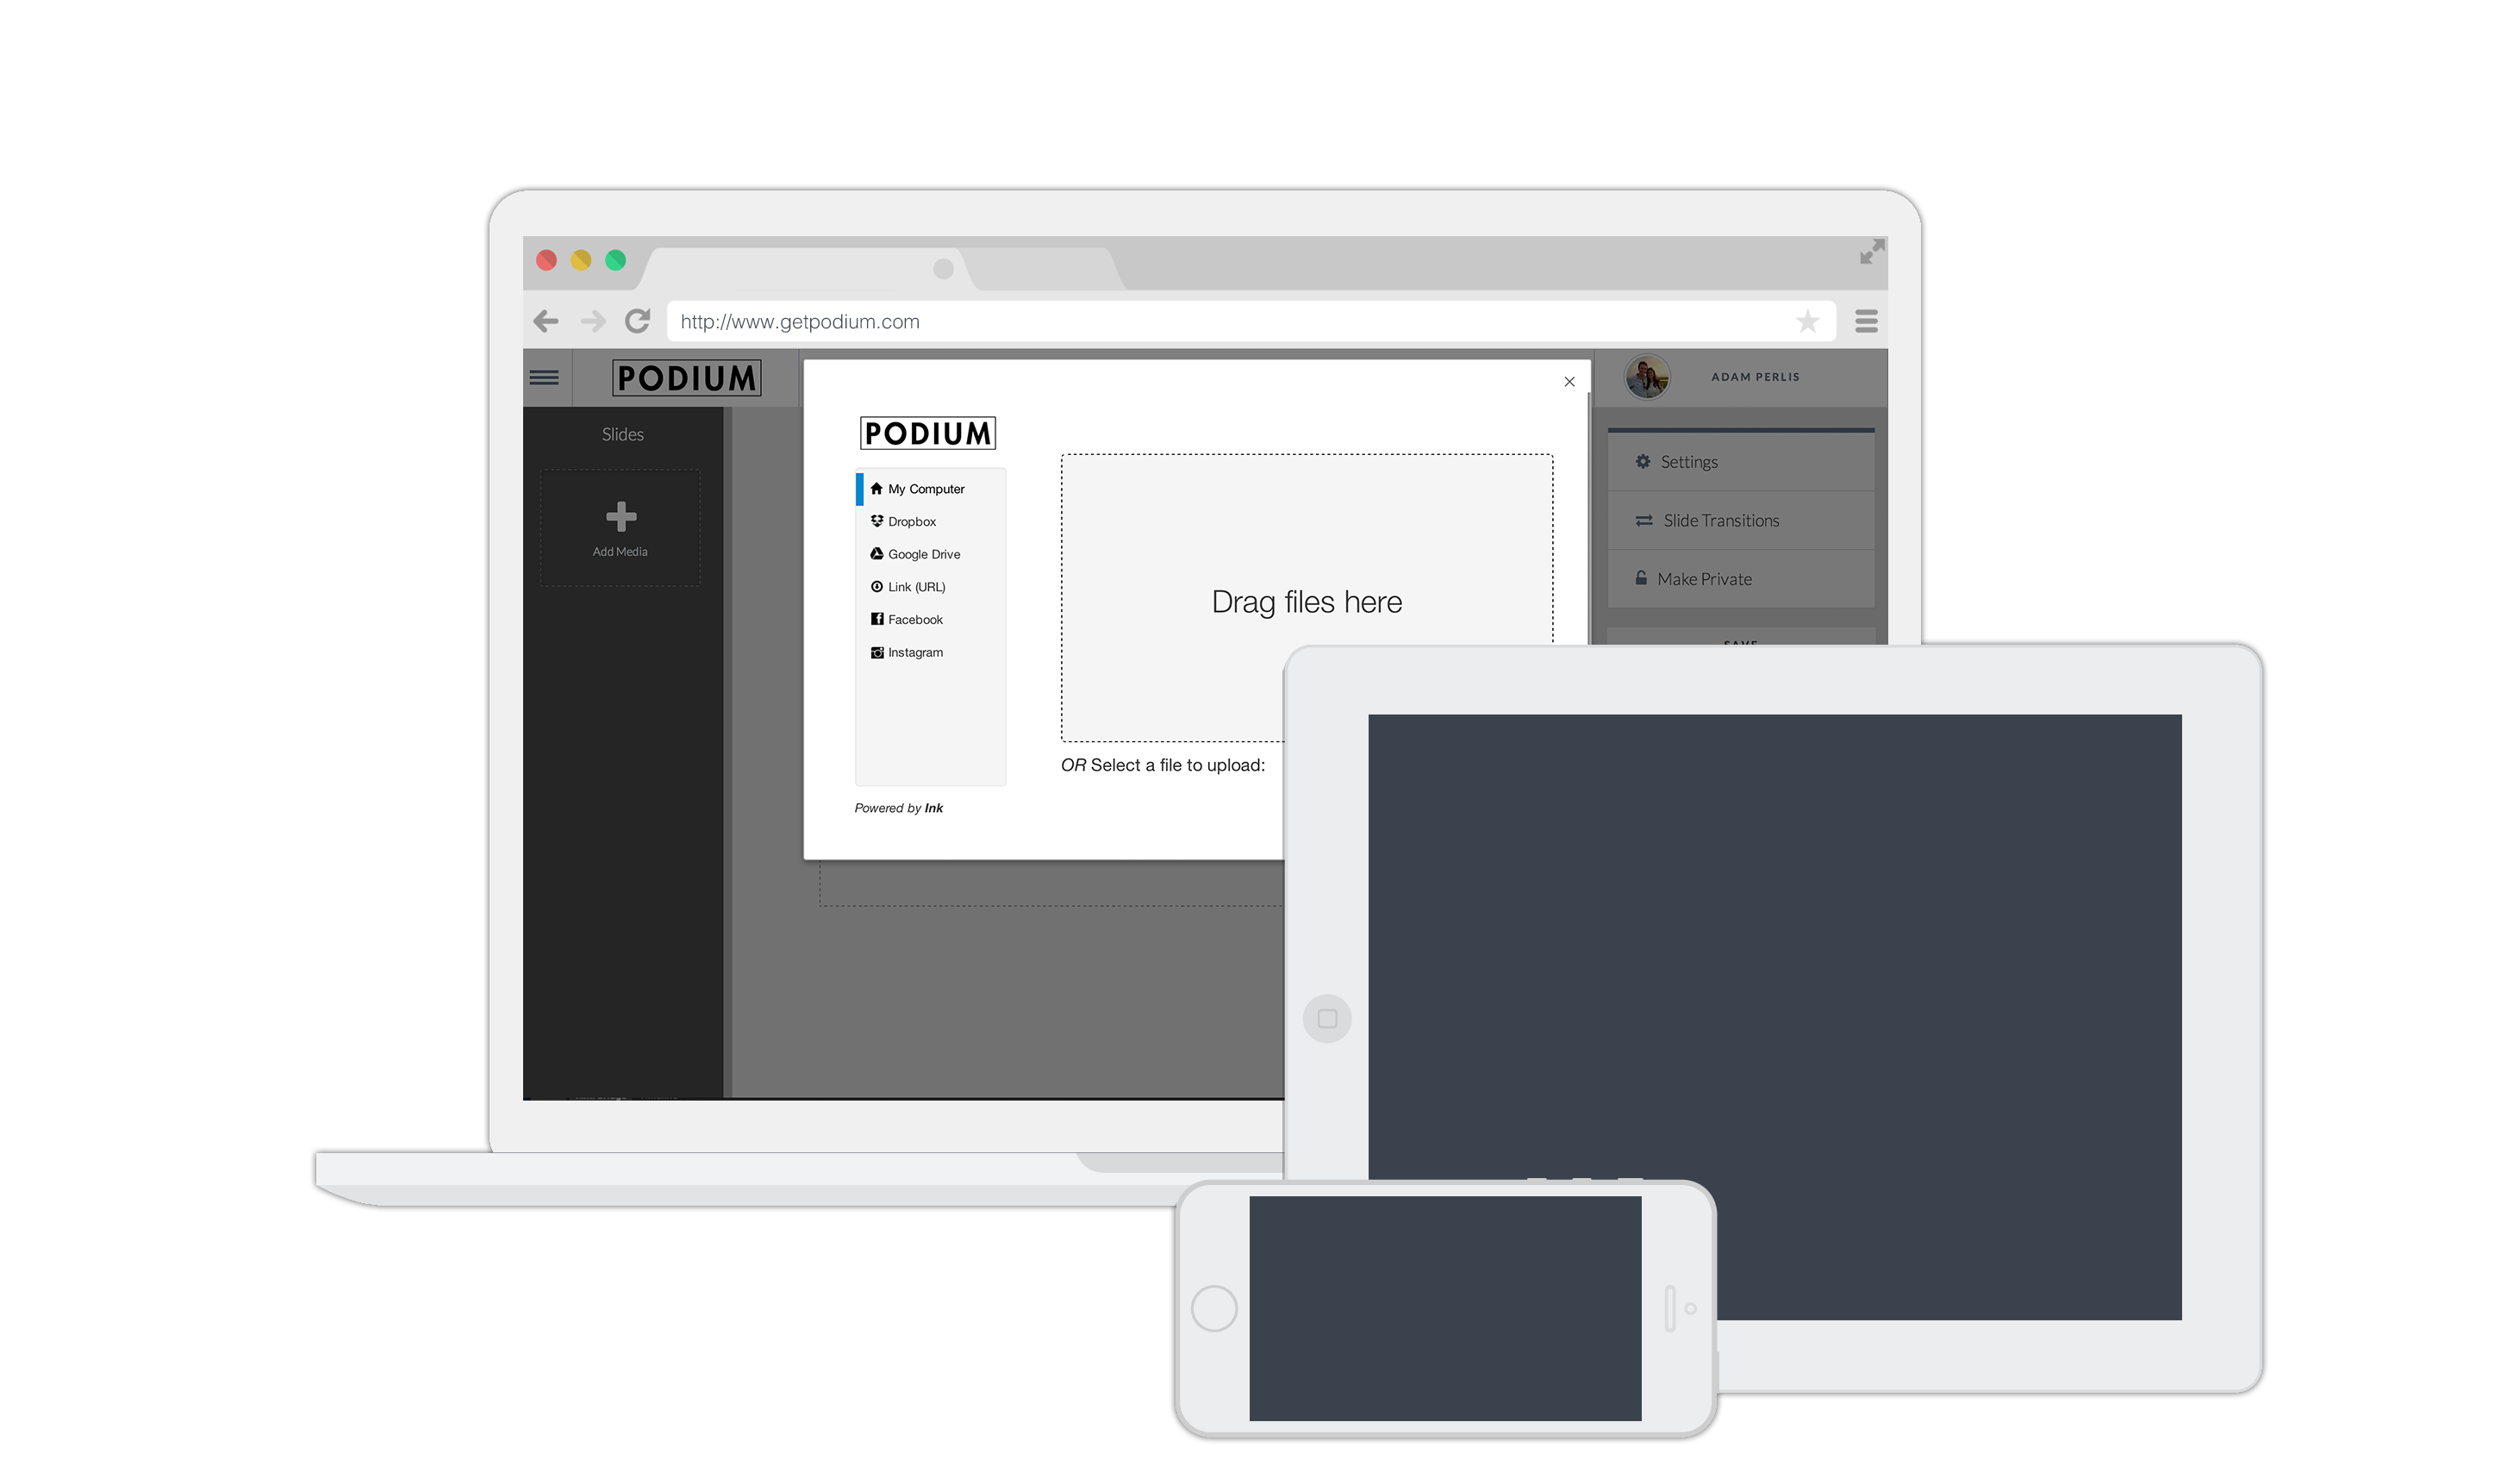 http://www.getpodium.com
PODIUM
ADAM PERLIS
Slides
Add Media
PODIUM
My Computer
Dropbox
Google Drive
Link (URL)
Facebook
Instagram
Powered by Ink
Drag files here
OR Select a file to upload:
Settings
Slide Transitions
Make Private
SAVE